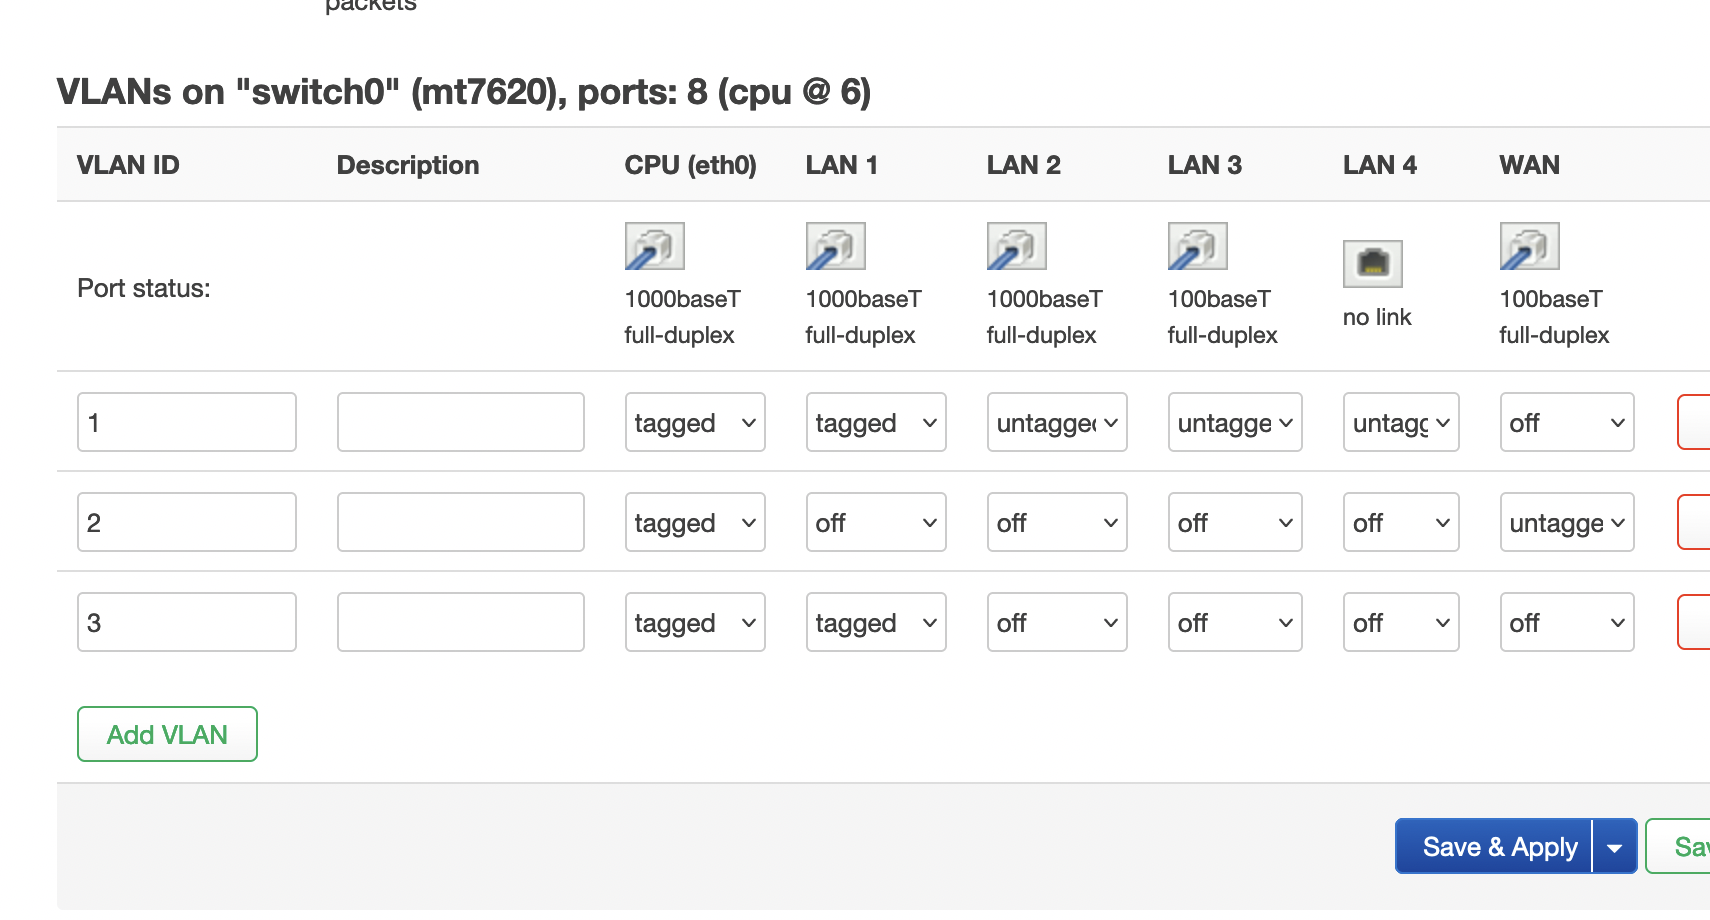 packets
VLANs on "switch0" (mt7620), ports: 8 (cpu @ 6)
VLAN ID Description CPU (eth0) LAN 1 LAN 2 LAN 3 LAN 4 WAN
Port status: 1000baseT full-duplex 1000baseT full-duplex 1000baseT full-duplex 100baseT full-duplex no link 100baseT full-duplex
1 tagged tagged untagged untagge untagg off
2 tagged off off off off untagge
3 tagged tagged off off off off
Add VLAN
Save & Apply Sav